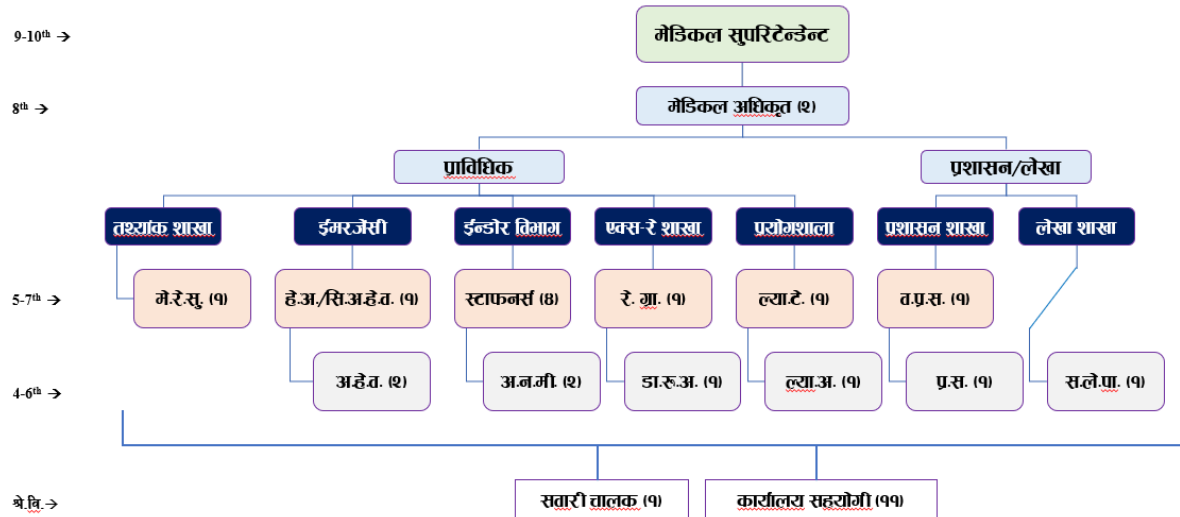 9-10th →
मेडिकल सुपरिटेन्डेन्ट
8th →
मेडिकल अधिकृत (२)
प्राविधिक
प्रशासन/लेखा
तथ्यांक शाखा
ईमरजेंसी
ईन्डोर विभाग
एक्स-रे शाखा
प्रयोगशाला
प्रशासन शाखा
लेखा शाखा
5-7th →
मे.रे.सु. (१)
हे.अ./सि.अ.हे.व. (१)
स्टाफनर्स (४)
रे. ग्रा. (१)
ल्या.टे. (१)
व.प्र.स. (१)
4-6th →
अ.हे.व. (२)
अ.न.मी. (२)
डा.रू.अ. (१)
ल्या.अ. (१)
प्र.स. (१)
स.ले.पा. (१)
श्रे.वि. →
सवारी चालक (१)
कार्यालय सहयोगी (११)